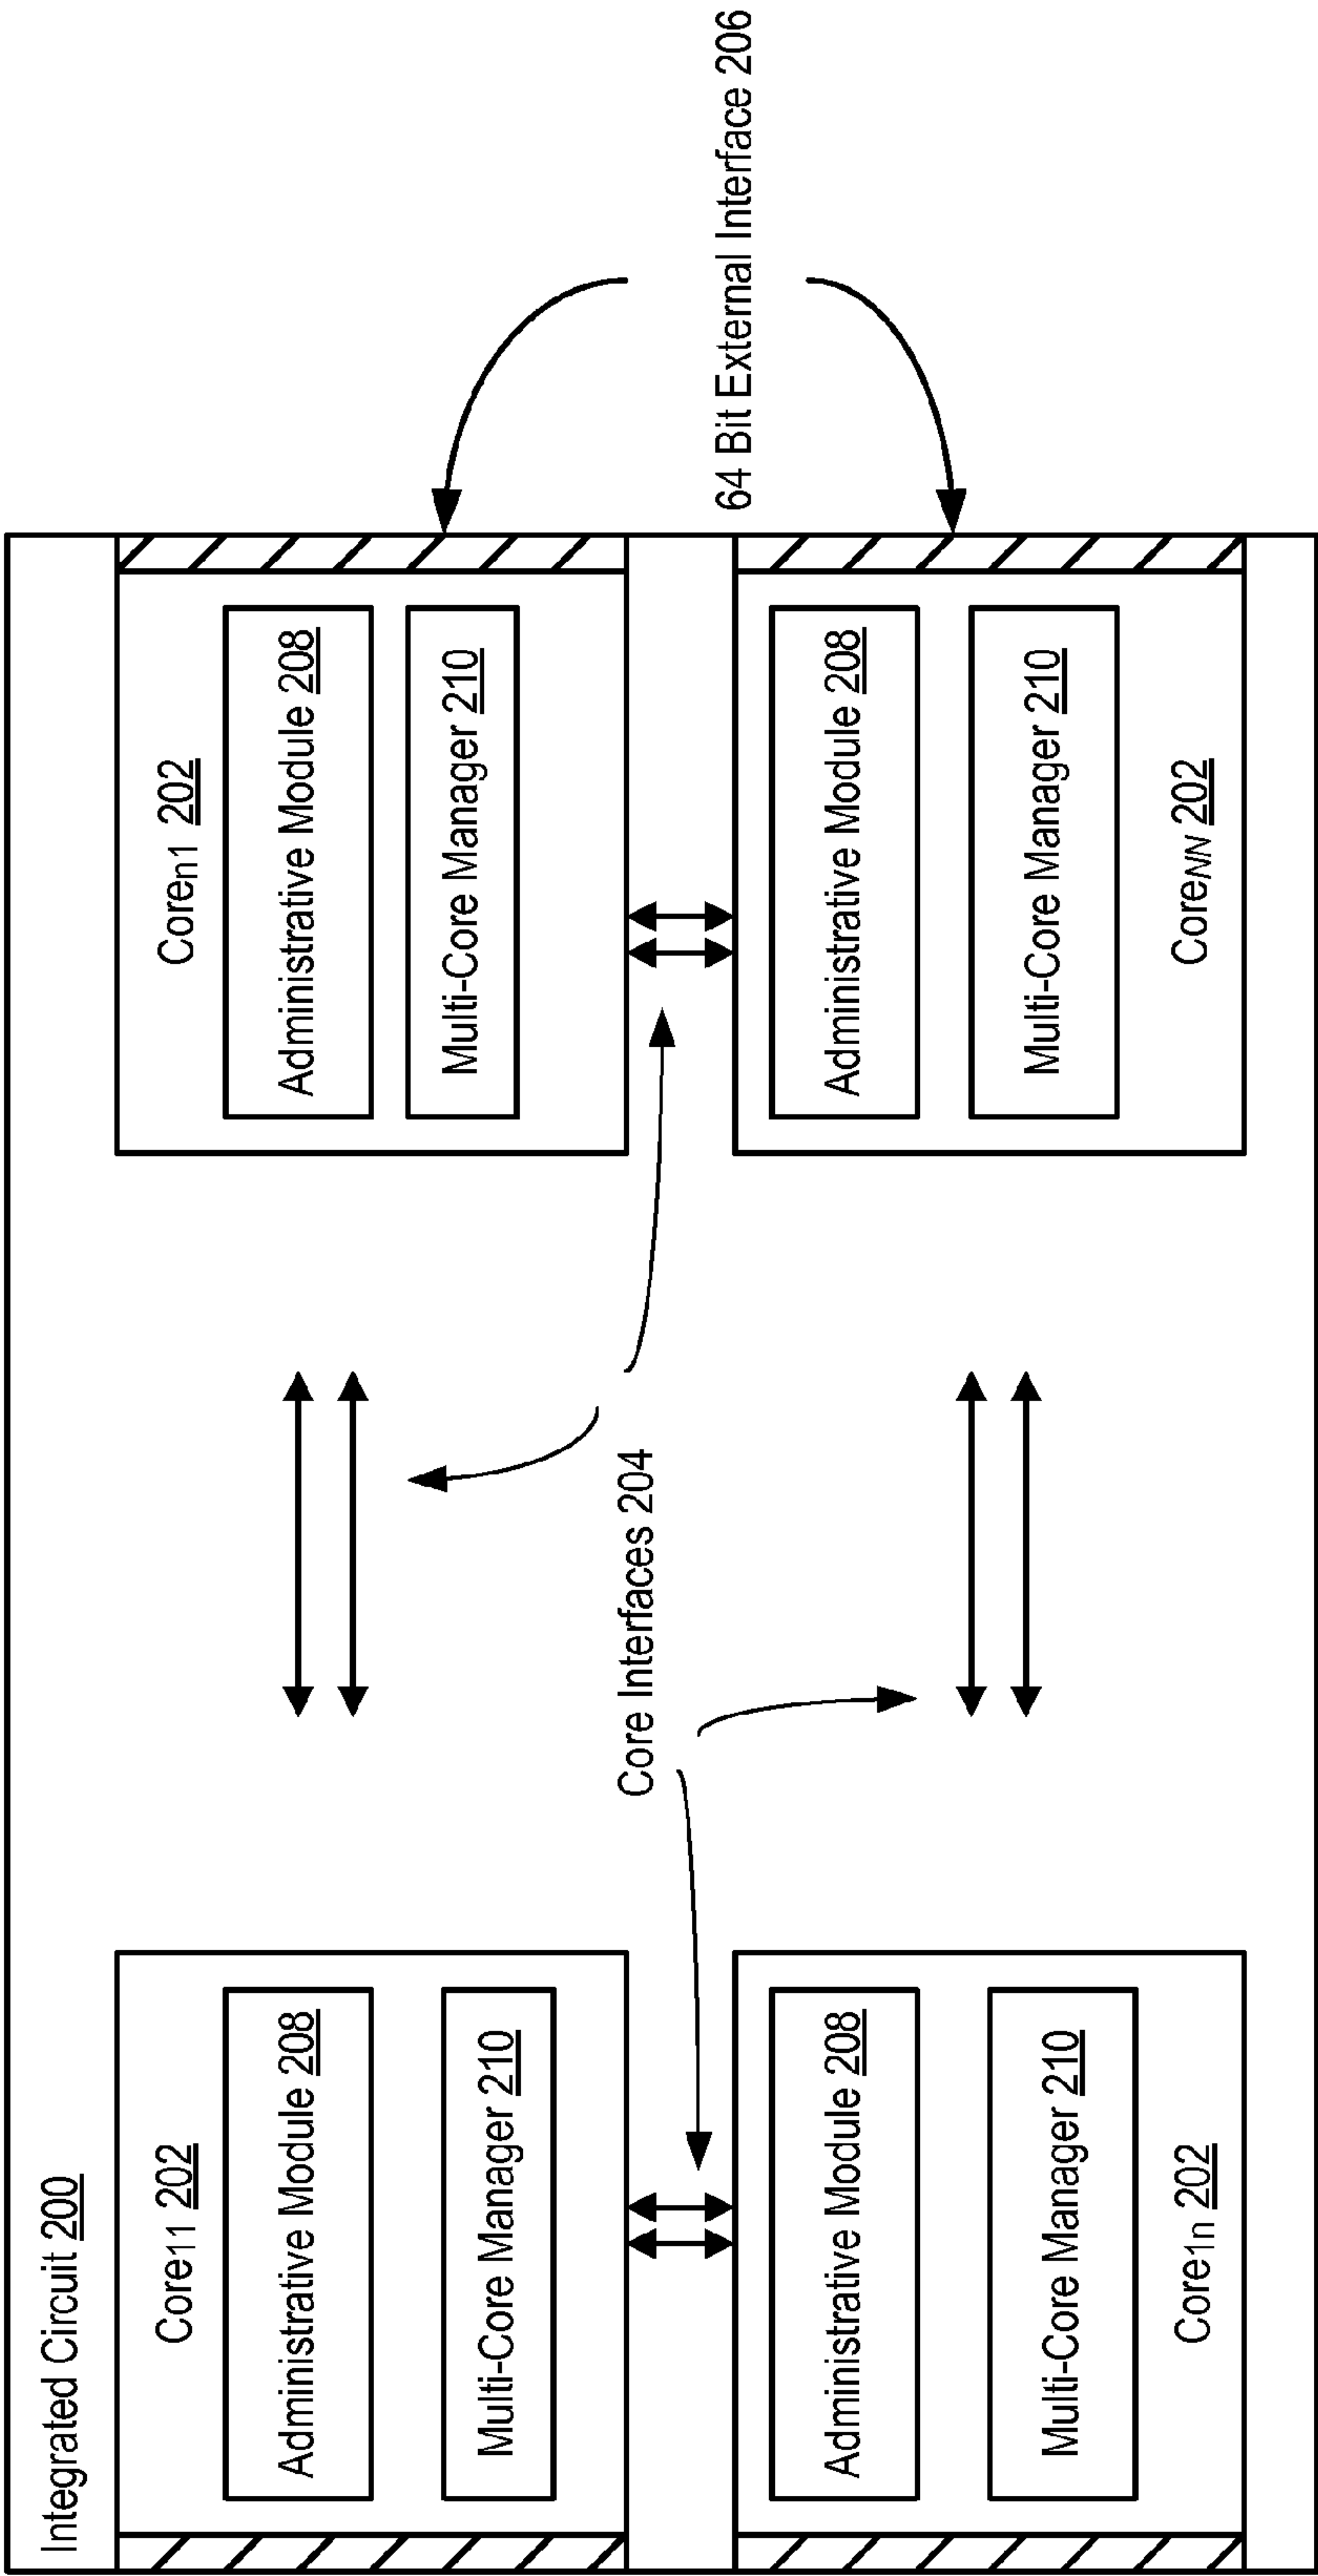 Integrated Circuit 200
Core11 202
Administrative Module 208
Multi-Core Manager 210
Coren1 202
Administrative Module 208
Multi-Core Manager 210
Core Interfaces 204
64 Bit External Interface 206
Administrative Module 208
Multi-Core Manager 210
Core1n 202
Administrative Module 208
Multi-Core Manager 210
CoreNN 202